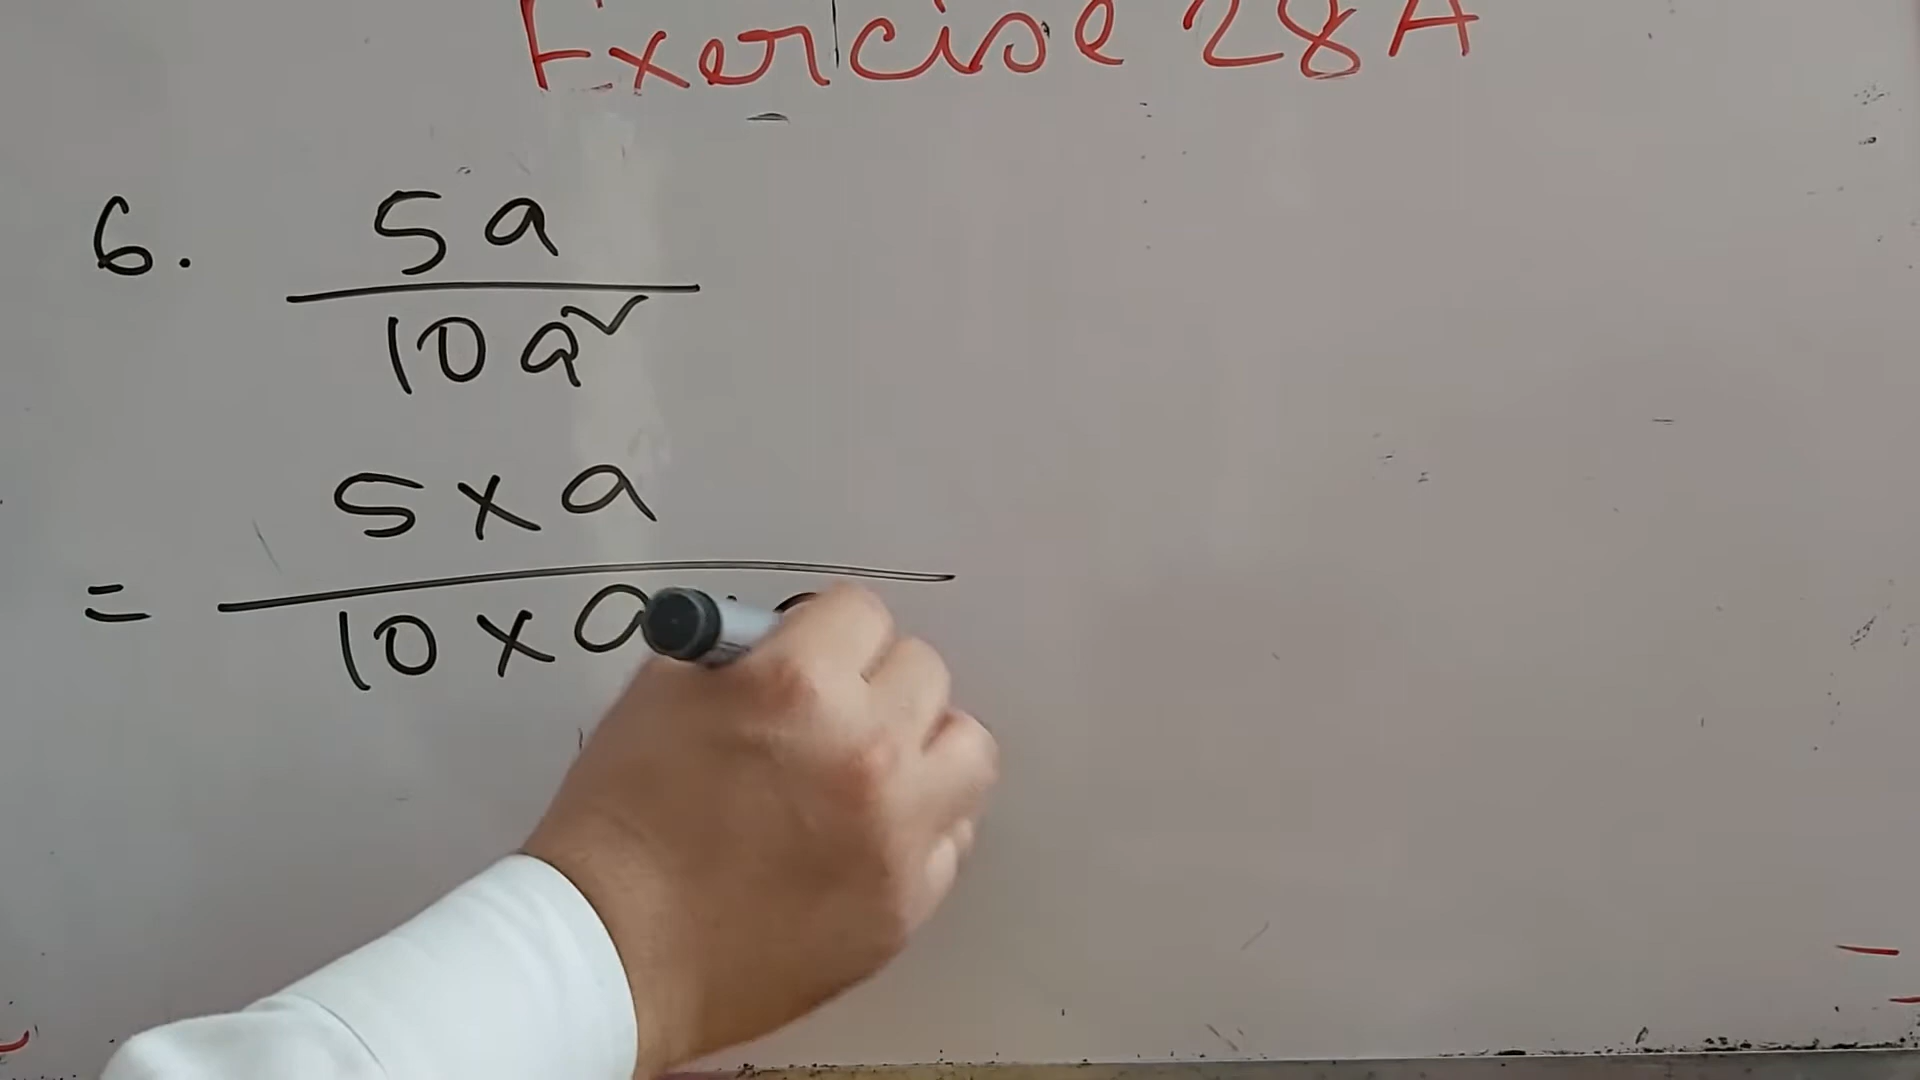 Exercise 28A
6. 5a
10a²
5 x a
=
10 x a